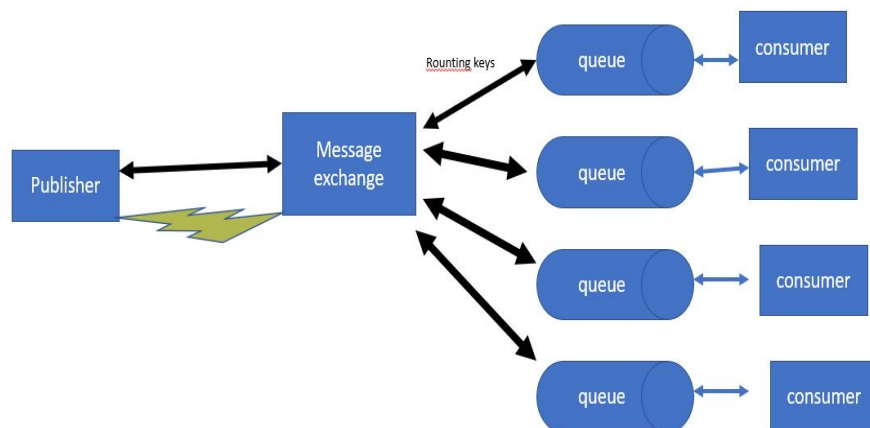 Rounting keys
queue
consumer
Publisher
Message
exchange
queue
consumer
queue
consumer
queue
consumer